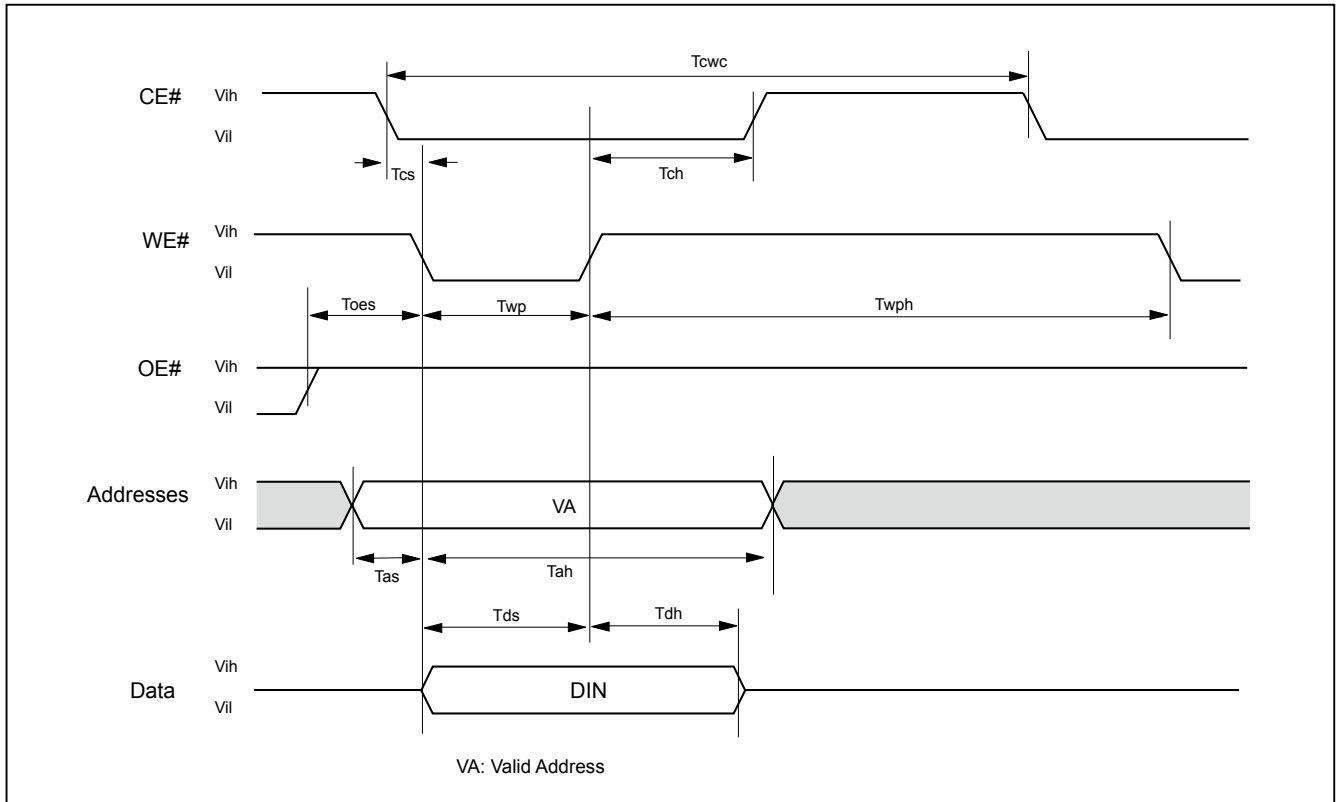 Tcwc
CE#
Vih
Vil
Tcs
Tch
WE#
Vih
Vil
Toes
Twp
Twph
OE#
Vih
Vil
Addresses
Vih
VA
Vil
Tas
Tah
Tds
Tdh
Data
Vih
DIN
Vil
VA: Valid Address